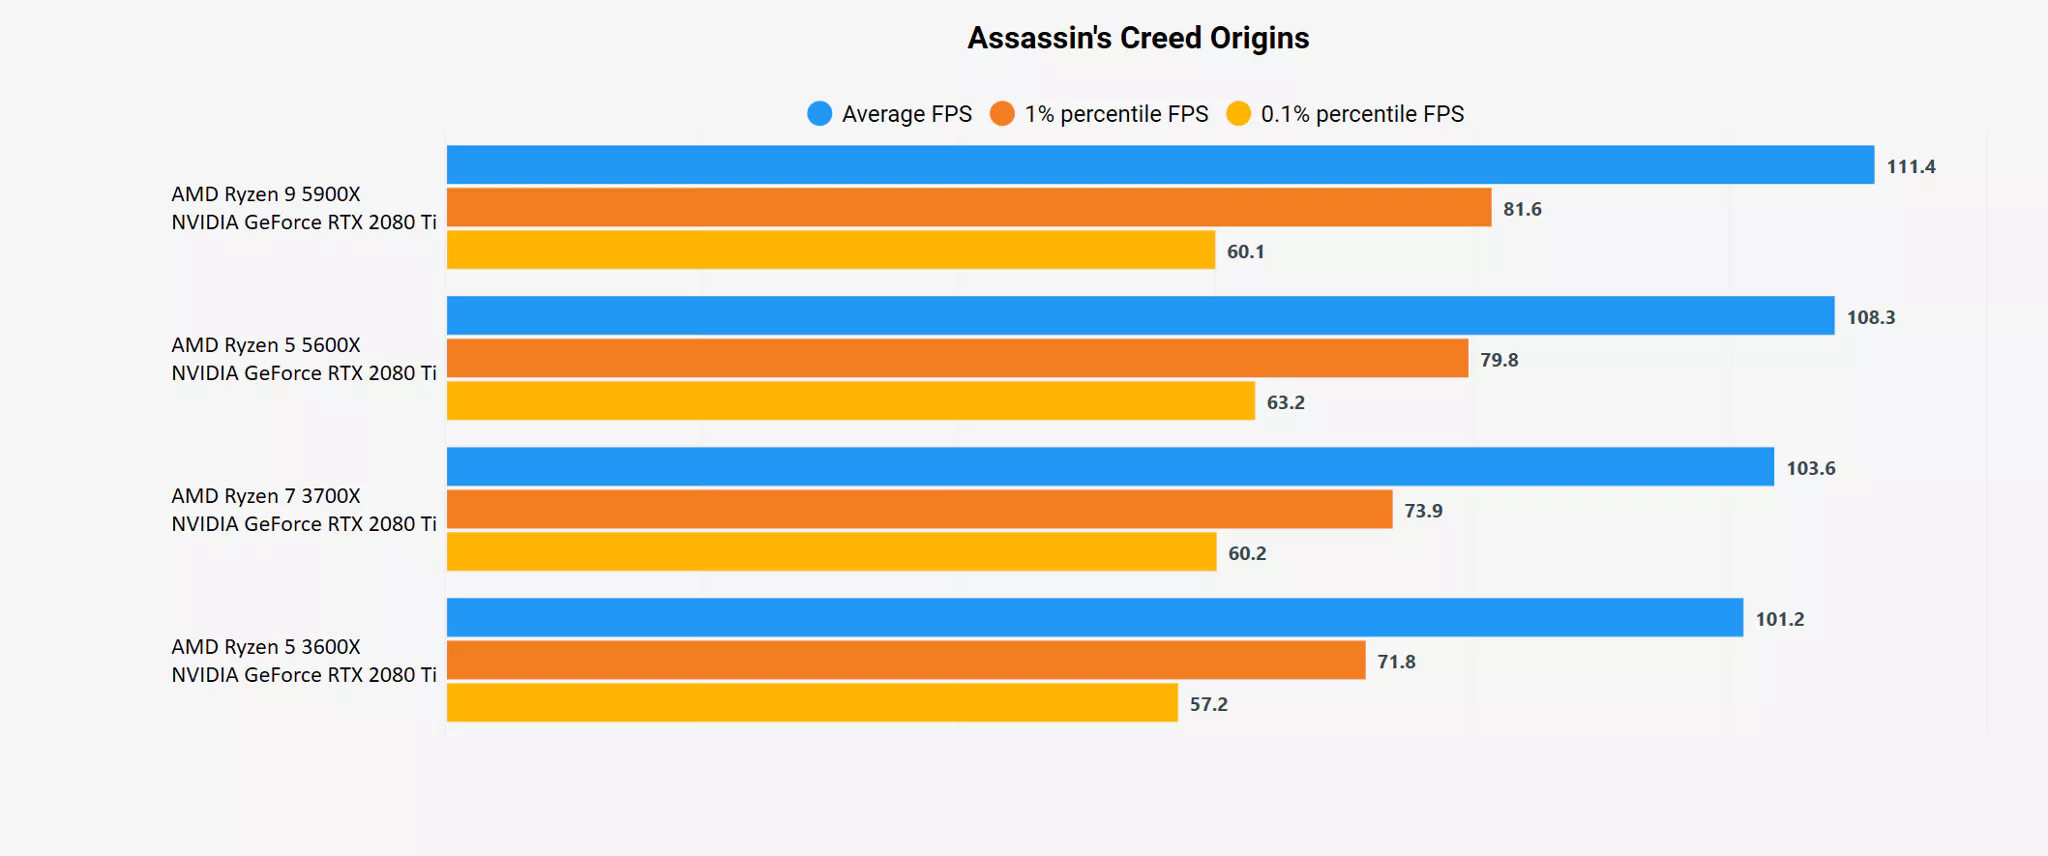 Assassin's Creed Origins
Average FPS 1% percentile FPS 0.1% percentile FPS
AMD Ryzen 9 5900X
NVIDIA GeForce RTX 2080 Ti
111.4
81.6
60.1
AMD Ryzen 5 5600X
NVIDIA GeForce RTX 2080 Ti
108.3
79.8
63.2
AMD Ryzen 7 3700X
NVIDIA GeForce RTX 2080 Ti
103.6
73.9
60.2
AMD Ryzen 5 3600X
NVIDIA GeForce RTX 2080 Ti
101.2
71.8
57.2